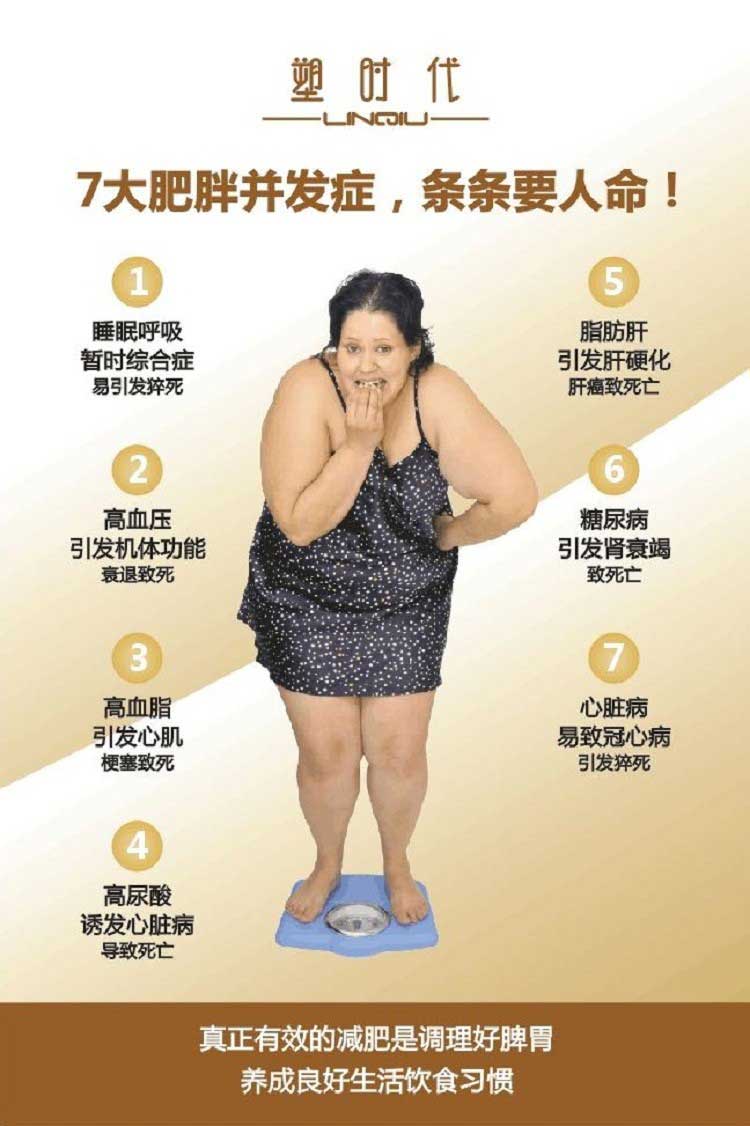 塑时代
LINQIU
7大肥胖并发症，条条要人命！
1
睡眠呼吸
暂时综合症
易引发猝死
2
高血压
引发机体功能
衰退致死
3
高血脂
引发心肌
梗塞致死
4
高尿酸
诱发心脏病
导致死亡
5
脂肪肝
引发肝硬化
肝癌致死亡
6
糖尿病
引发肾衰竭
致死亡
7
心脏病
易致冠心病
引发猝死
真正有效的减肥是调理好脾胃
养成良好生活饮食习惯